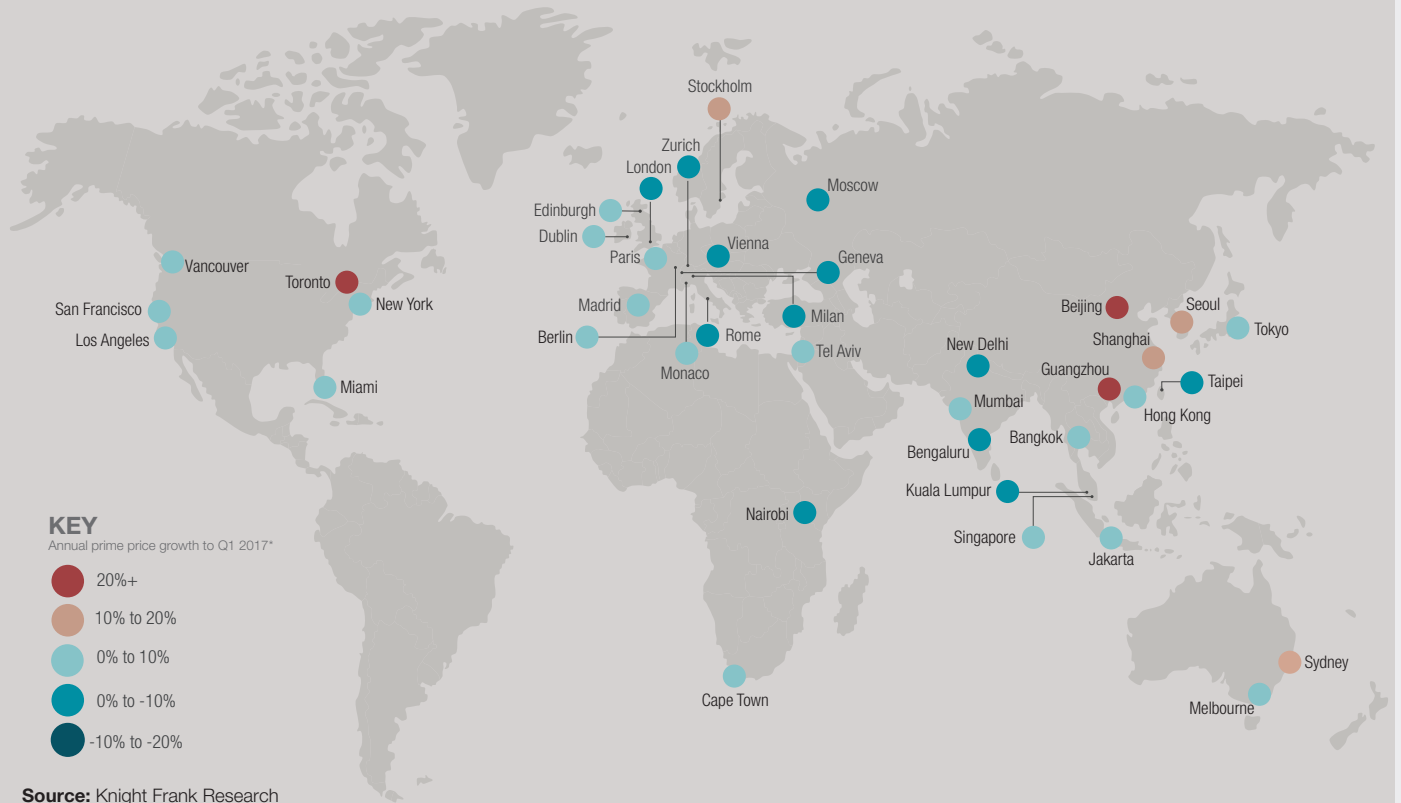 Stockholm
Zurich
London
Moscow
Edinburgh
Dublin
Vienna
Paris
Geneva
Vancouver
Toronto
New York
San Francisco
Los Angeles
Madrid
Milan
Berlin
Rome
Monaco
Tel Aviv
Miami
Beijing
Seoul
Tokyo
Shanghai
New Delhi
Guangzhou
Taipei
Mumbai
Hong Kong
Bangkok
Bengaluru
Kuala Lumpur
Nairobi
Singapore
Jakarta
Cape Town
Sydney
Melbourne
KEY
Annual prime price growth to Q1 2017*
20%+
10% to 20%
0% to 10%
0% to -10%
-10% to -20%
Source: Knight Frank Research